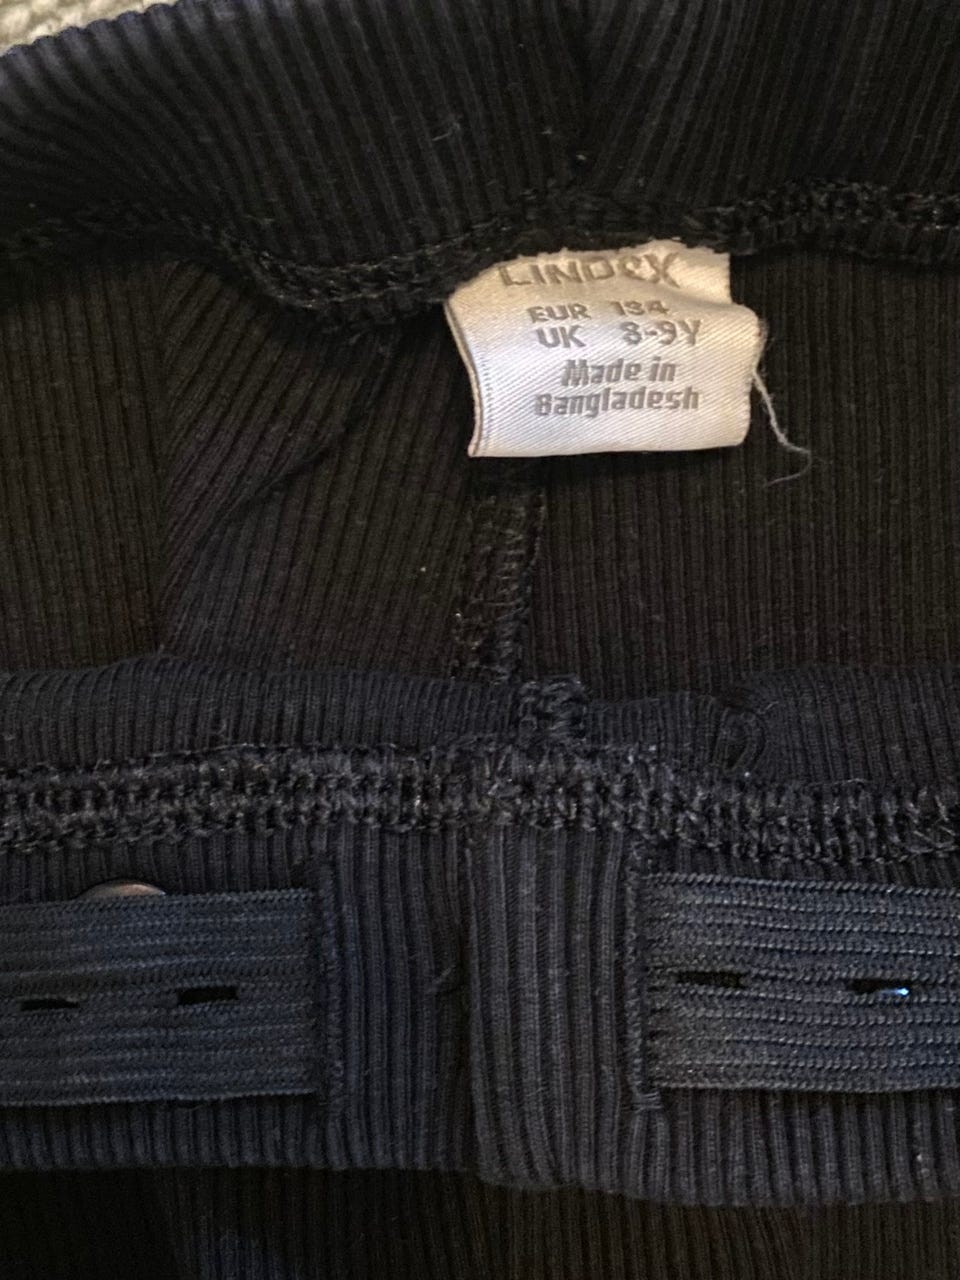 LINDEX
EUR 134
UK 8-9Y
Made in
Bangladesh